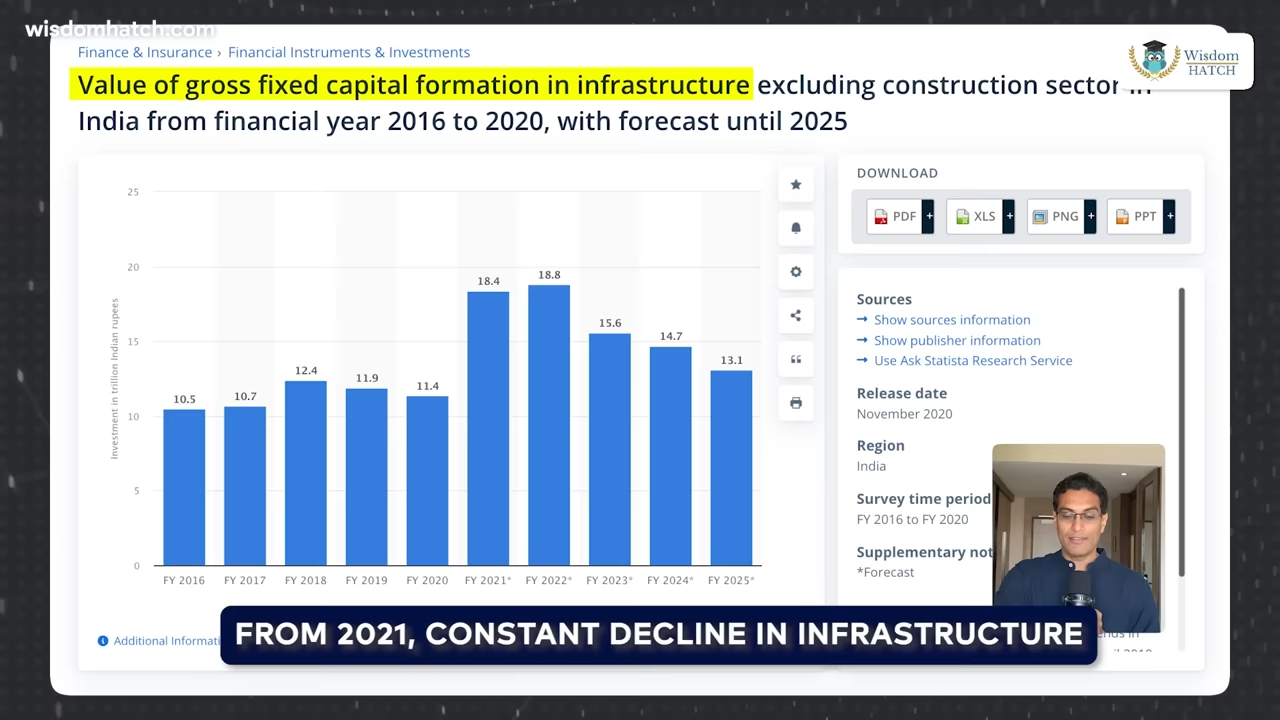 wisdomhatch.com
Wisdom
HATCH
Finance & Insurance › Financial Instruments & Investments
Value of gross fixed capital formation in infrastructure excluding construction sector in
India from financial year 2016 to 2020, with forecast until 2025
Investment in trillion Indian rupees
25
20
15
10
5
0
10.5
10.7
12.4
11.9
11.4
18.4
18.8
15.6
14.7
13.1
FY 2016
FY 2017
FY 2018
FY 2019
FY 2020
FY 2021*
FY 2022*
FY 2023*
FY 2024*
FY 2025*
DOWNLOAD
PDF +
XLS +
PNG +
PPT +
Sources
→ Show sources information
→ Show publisher information
→ Use Ask Statista Research Service
Release date
November 2020
Region
India
Survey time period
FY 2016 to FY 2020
Supplementary not
*Forecast
Additional Informati
FROM 2021, CONSTANT DECLINE IN INFRASTRUCTURE